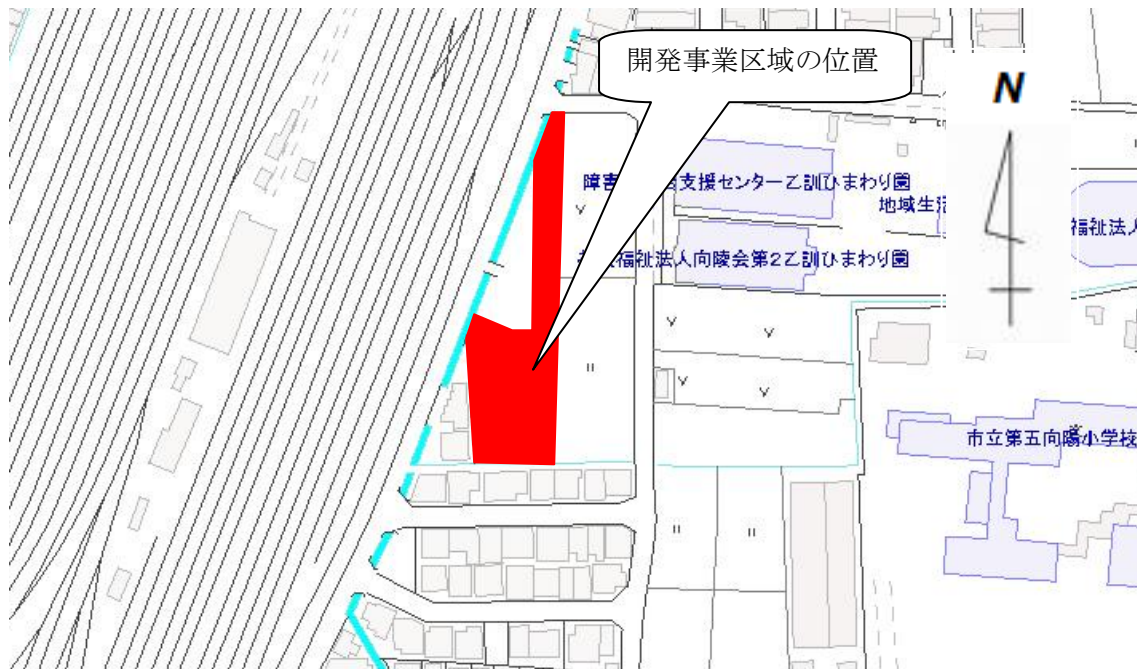 開発事業区域の位置
N
障害
支援センター乙訓ひまわり園
地域生活
福祉法人
福祉法人向陵会第2乙訓ひまわり園
市立第五向陽小学校